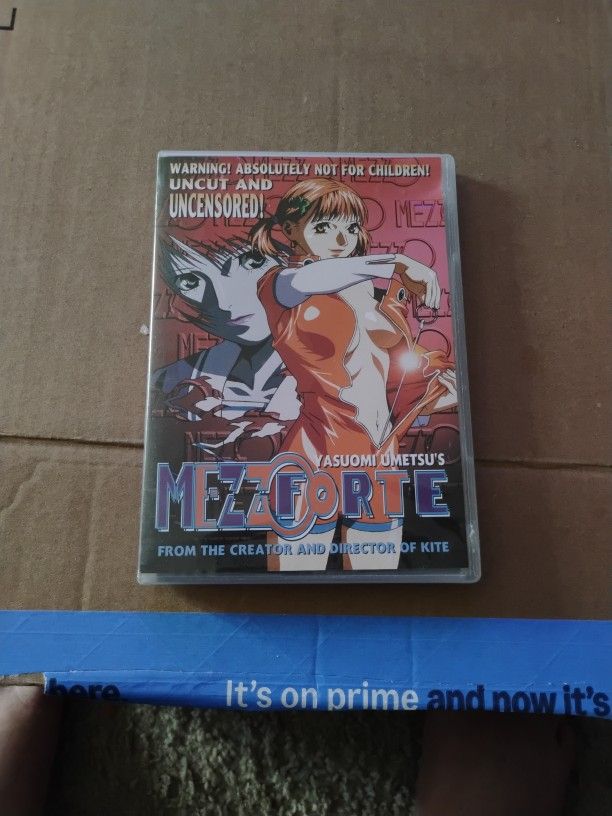 WARNING! ABSOLUTELY NOT FOR CHILDREN!
UNCUT AND
UNCENSORED!
YASUOMI UMETSU'S
MEZZO FORTE
FROM THE CREATOR AND DIRECTOR OF KITE
here. It's on prime and now it's